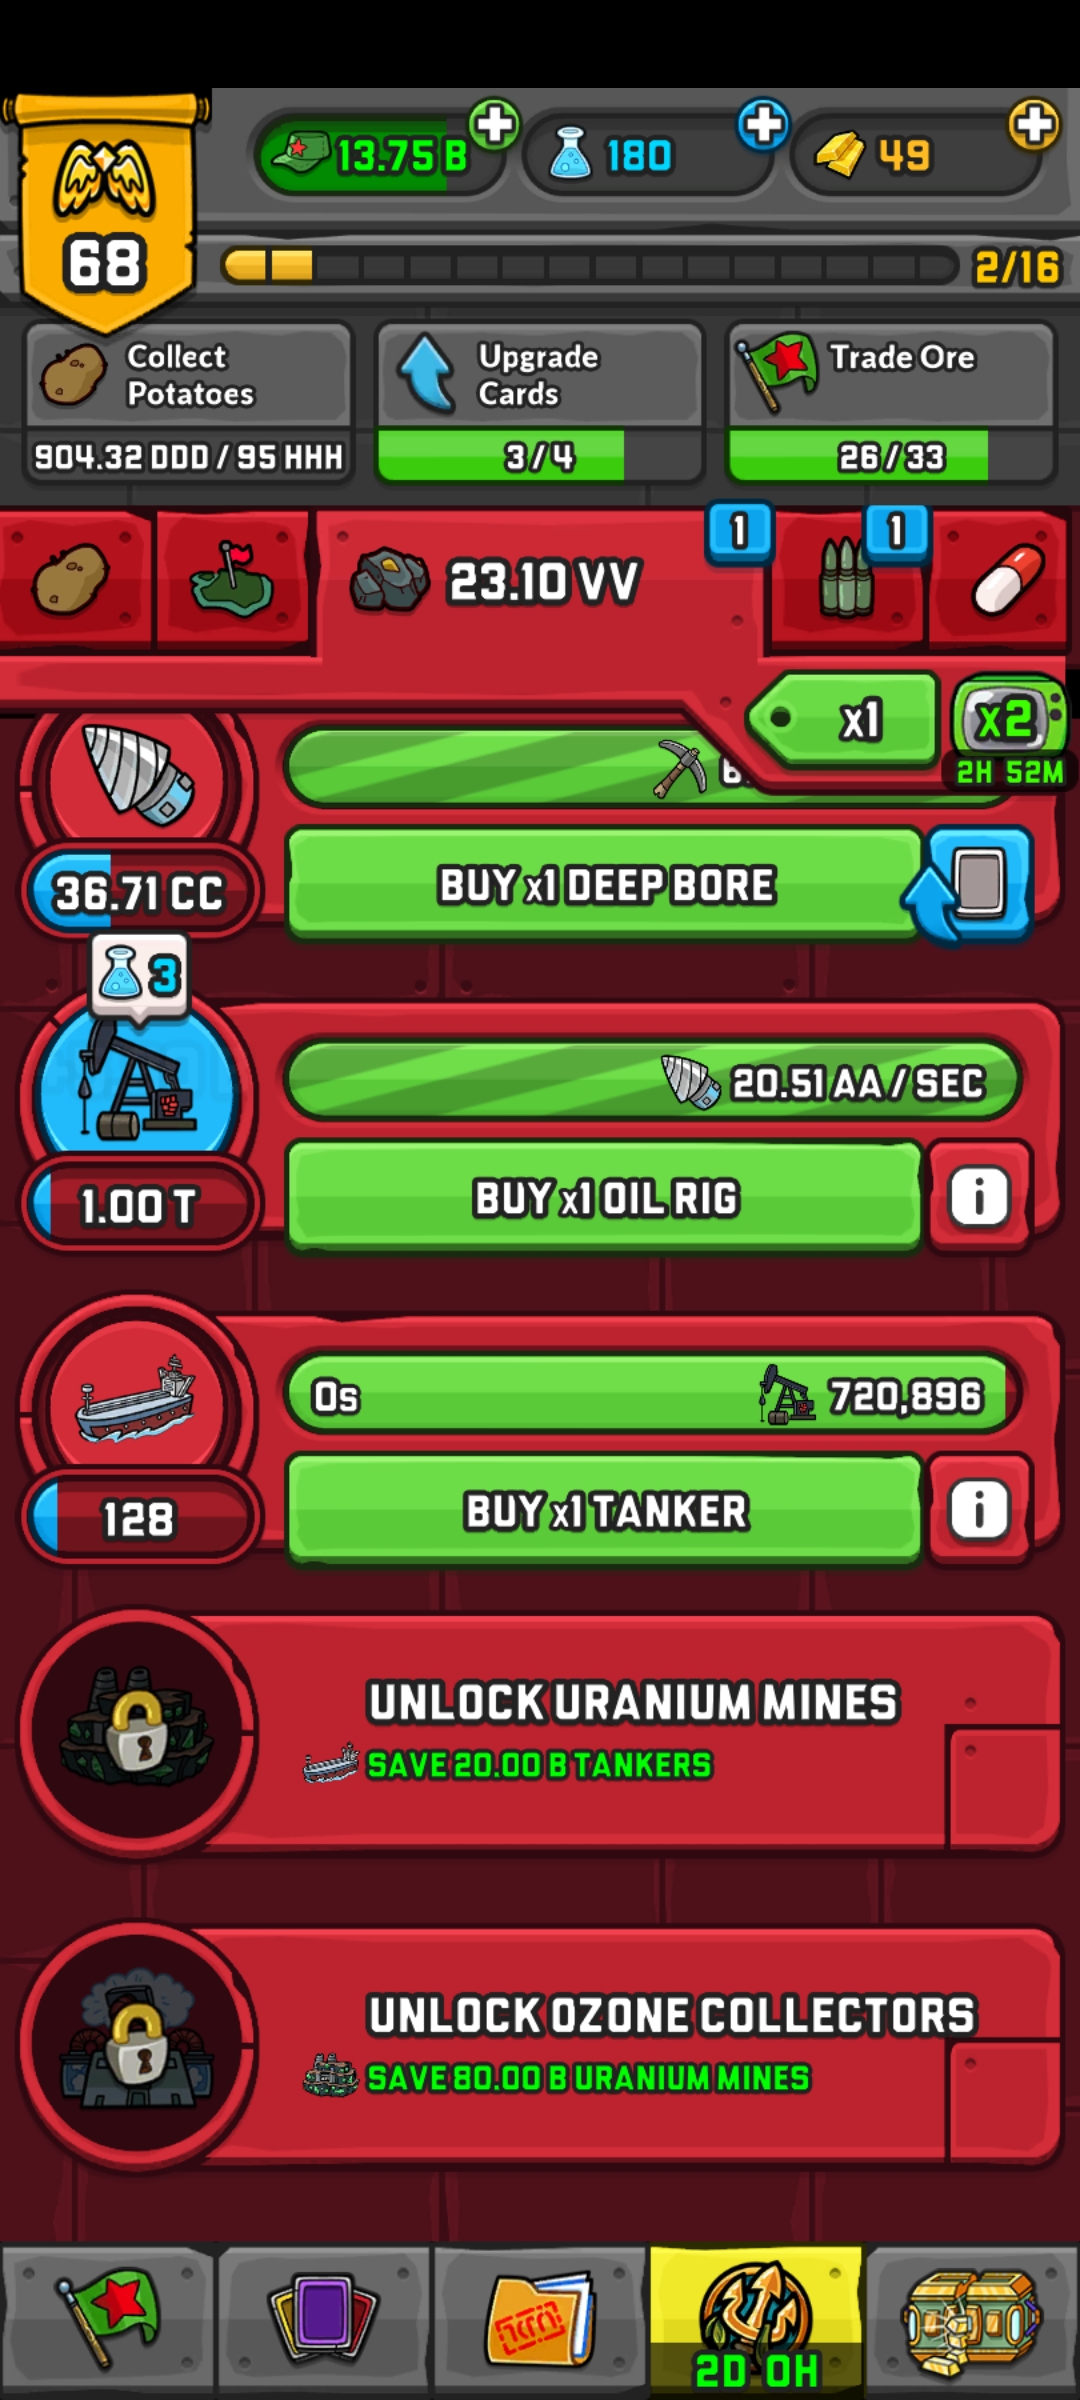 13.75 B
180
49
68
2/16
Collect
Potatoes
Upgrade
Cards
Trade Ore
904.32 DDD / 95 HHH
3/4
26/33
1
1
23.10 VV
x1
x2
2H 52M
36.71 CC
BUY x1 DEEP BORE
3
20.51 AA / SEC
1.00 T
BUY x1 OIL RIG
i
0s
720,896
128
BUY x1 TANKER
i
UNLOCK URANIUM MINES
SAVE 20.00 B TANKERS
UNLOCK OZONE COLLECTORS
SAVE 80.00 B URANIUM MINES
2D 0H